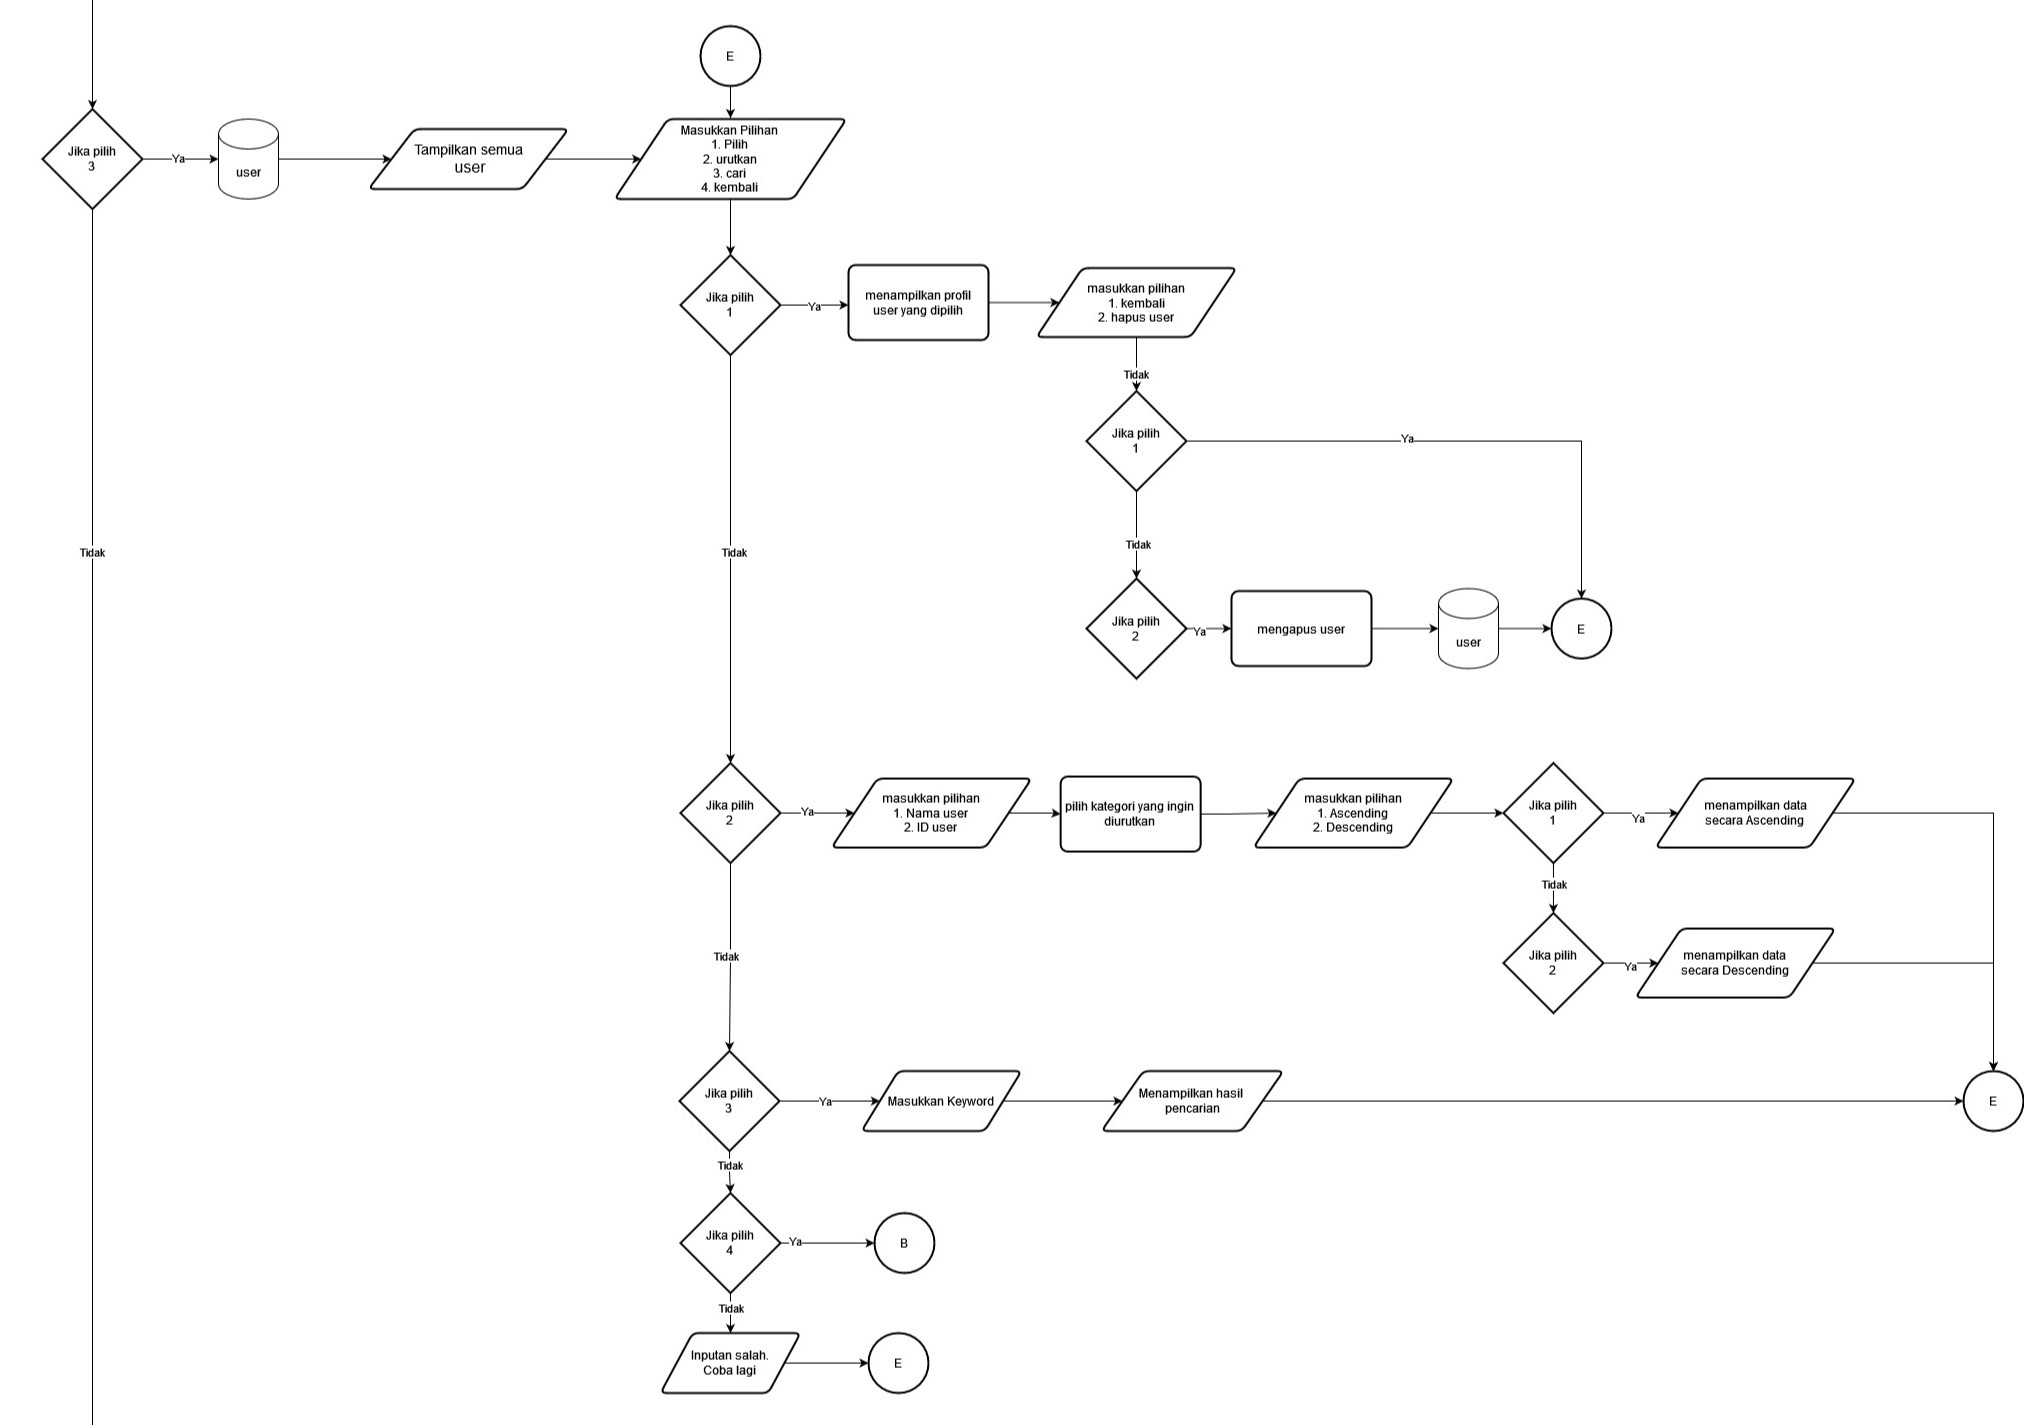 E
Jika pilih
3
Ya
user
Tampilkan semua
user
Masukkan Pilihan
1. Pilih
2. urutkan
3. cari
4. kembali
Jika pilih
1
Ya
menampilkan profil
user yang dipilih
masukkan pilihan
1. kembali
2. hapus user
Tidak
Jika pilih
1
Ya
Tidak
Tidak
Tidak
Jika pilih
2
Ya
mengapus user
user
E
Jika pilih
2
Ya
masukkan pilihan
1. Nama user
2. ID user
pilih kategori yang ingin
diurutkan
masukkan pilihan
1. Ascending
2. Descending
Jika pilih
1
Ya
menampilkan data
secara Ascending
Tidak
Tidak
Jika pilih
2
Ya
menampilkan data
secara Descending
Jika pilih
3
Ya
Masukkan Keyword
Menampilkan hasil
pencarian
E
Tidak
Jika pilih
4
Ya
B
Tidak
Inputan salah.
Coba lagi
E